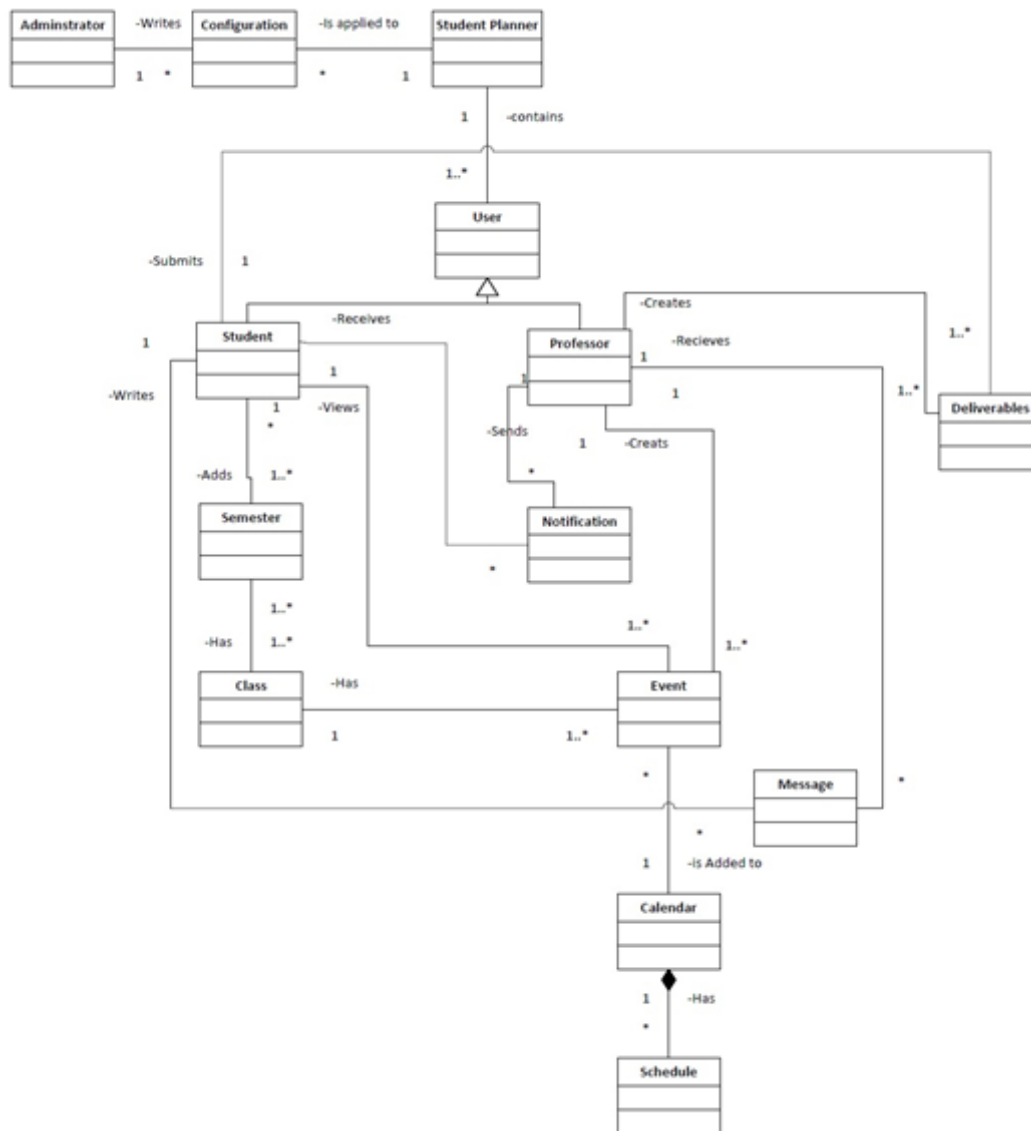 Adminstrator -Writes Configuration -Is applied to Student Planner
1 * * 1
1 -contains
1..*
User
-Submits 1
-Receives -Creates
Student Professor 1..*
1 1 -Recieves
1 1 1
-Writes -Views 1..*
1 Deliverables
* -Sends 1 -Creats
-Adds 1..* *
Semester Notification
*
1..* 1..*
-Has 1..* 1..*
Class -Has Event
1 1..*
* Message *
*
1 -is Added to
Calendar
1 -Has
*
Schedule